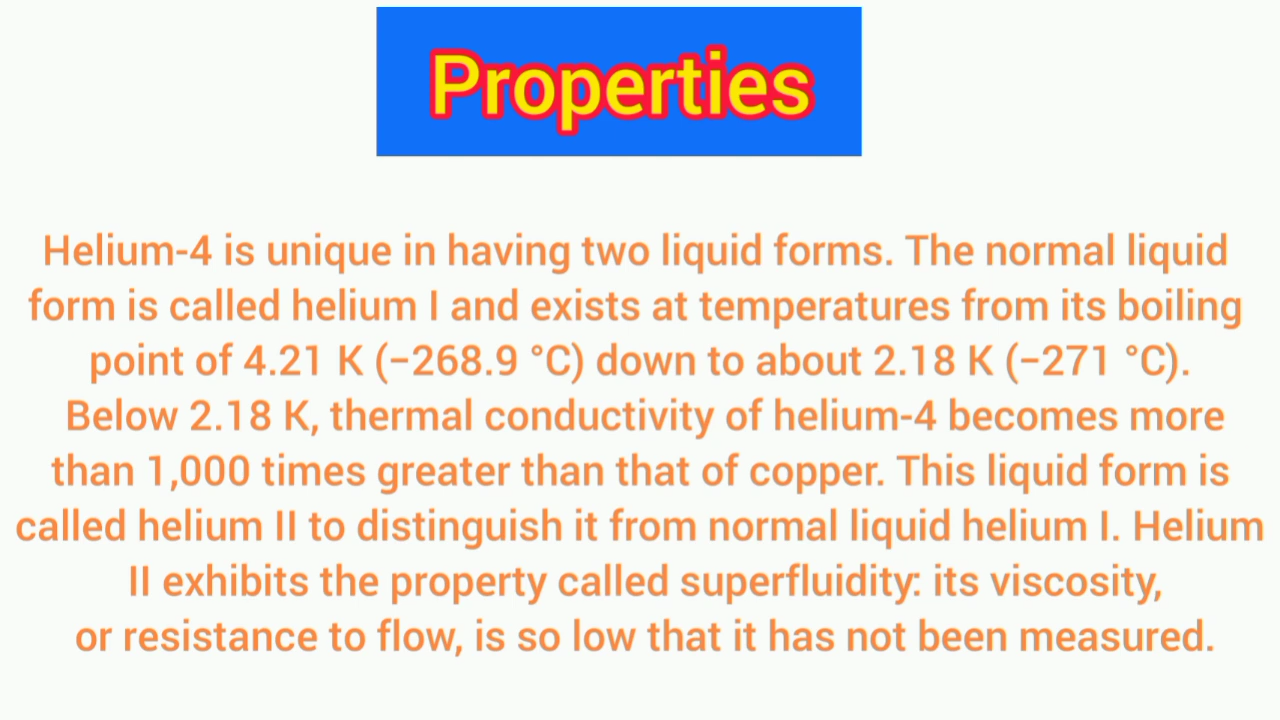 Properties
Helium-4 is unique in having two liquid forms. The normal liquid
form is called helium I and exists at temperatures from its boiling
point of 4.21 K (−268.9 °C) down to about 2.18 K (−271 °C).
Below 2.18 K, thermal conductivity of helium-4 becomes more
than 1,000 times greater than that of copper. This liquid form is
called helium II to distinguish it from normal liquid helium I. Helium
II exhibits the property called superfluidity: its viscosity,
or resistance to flow, is so low that it has not been measured.